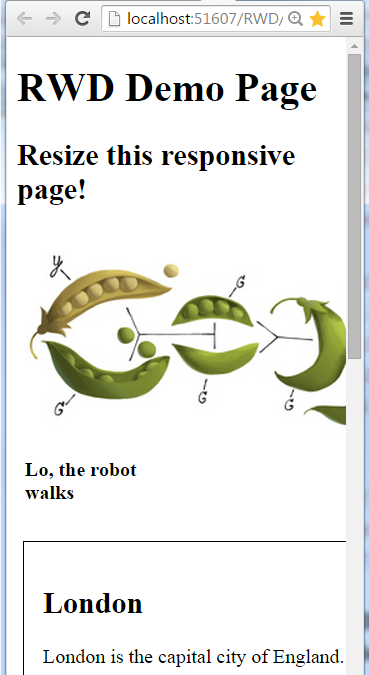 localhost:51607/RWD/
RWD Demo Page
Resize this responsive
page!
y
G
G
G
G
Lo, the robot
walks
London
London is the capital city of England.